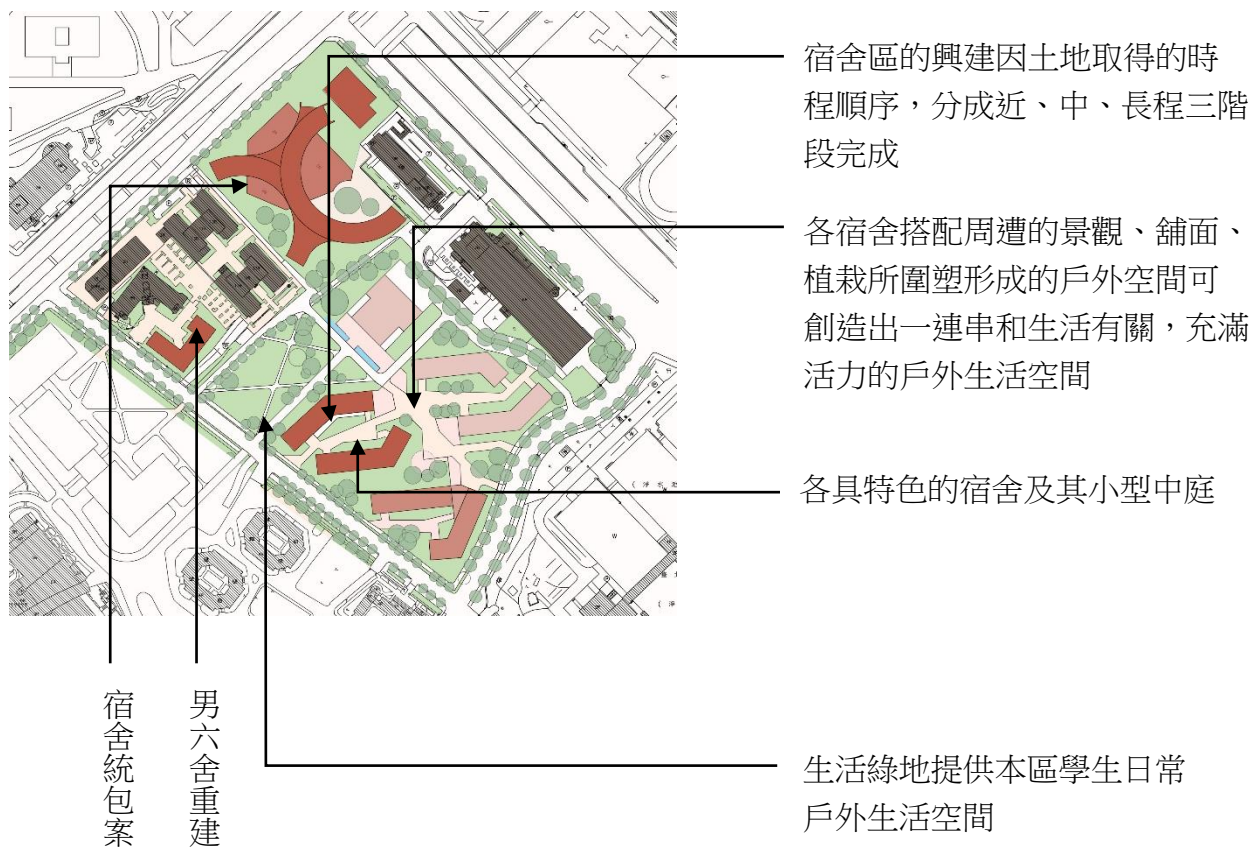 宿舍區的興建因土地取得的時
程順序，分成近、中、長程三階
段完成
各宿舍搭配周遭的景觀、舖面、
植栽所圍塑形成的戶外空間可
創造出一連串和生活有關，充滿
活力的戶外生活空間
各具特色的宿舍及其小型中庭
生活綠地提供本區學生日常
戶外生活空間
宿舍統包案
男六舍重建